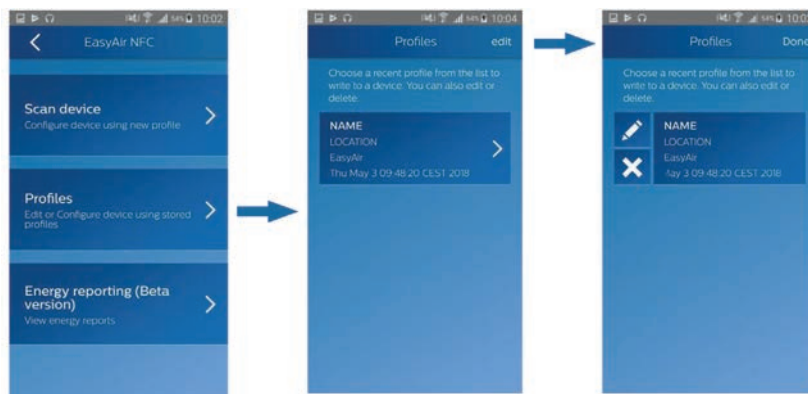 58% 10:02
EasyAir NFC
Scan device
Configure device using new profile
Profiles
Edit or Configure device using stored
profiles
Energy reporting (Beta
version)
View energy reports
58% 10:04
Profiles edit
Choose a recent profile from the list to
write to a device. You can also edit or
delete.
NAME
LOCATION
EasyAir
Thu May 3 09:48:20 CEST 2018
Profiles Done
Choose a recent profile from the list to
write to a device. You can also edit or
delete.
NAME
LOCATION
EasyAir
May 3 09:48:20 CEST 2018